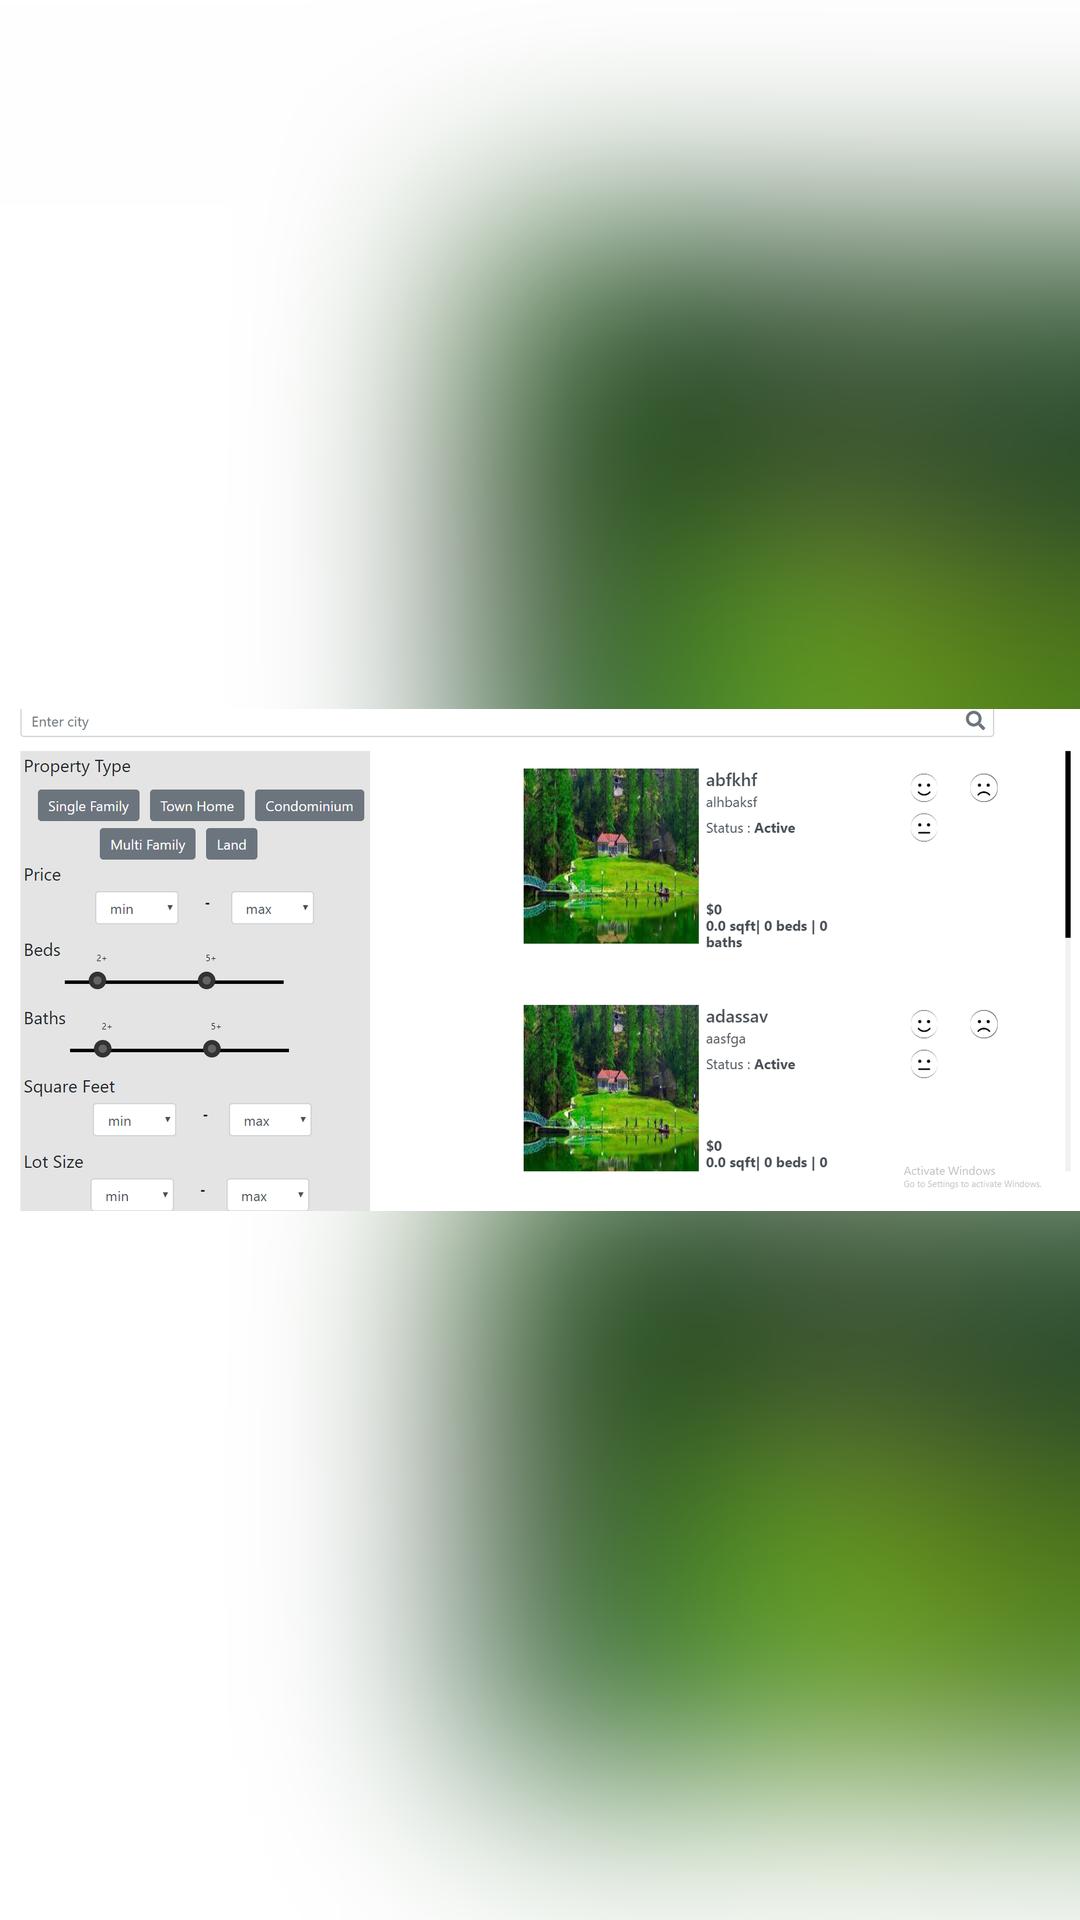 Enter city
Property Type
Single Family Town Home Condominium
Multi Family Land
Price
min - max
Beds
2+ 5+
Baths
2+ 5+
Square Feet
min - max
Lot Size
min - max
abfkhf
alhbaksf
Status : Active
$0
0.0 sqft| 0 beds | 0
baths
adassav
aasfga
Status : Active
$0
0.0 sqft| 0 beds | 0
Activate Windows
Go to Settings to activate Windows.